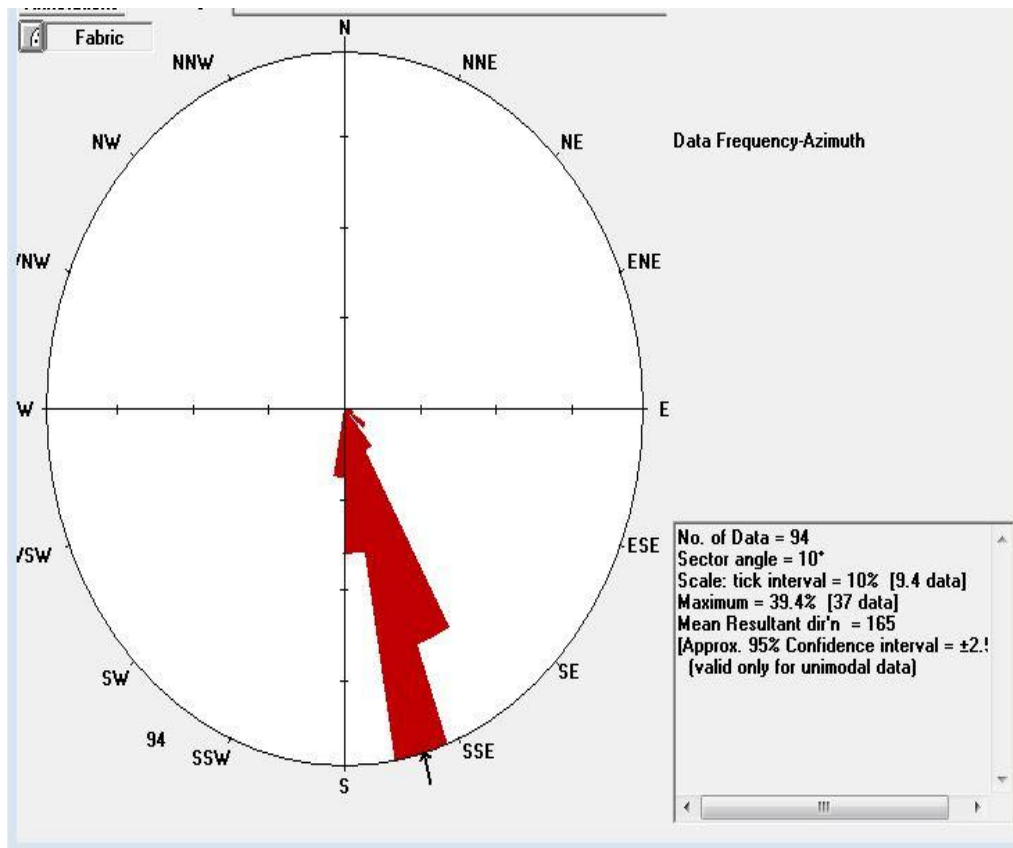 Fabric
N
NNW
NNE
NW
NE
Data Frequency-Azimuth
NW
ENE
W
E
SW
ESE
No. of Data = 94
Sector angle = 10°
Scale: tick interval = 10% [9.4 data]
Maximum = 39.4% [37 data]
Mean Resultant dir'n = 165
[Approx. 95% Confidence interval = ±2.
(valid only for unimodal data)
SW
SE
94
SSW
SSE
S